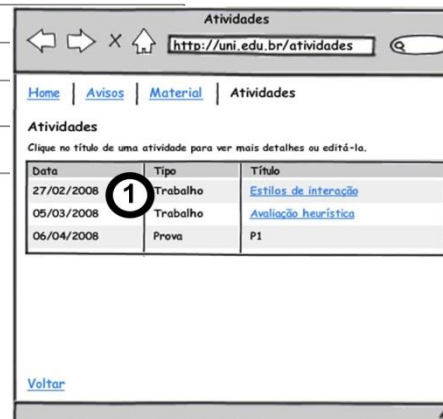 Atividades
http://uni.edu.br/atividades
Home | Avisos | Material | Atividades
Atividades
Clique no título de uma atividade para ver mais detalhes ou editá-la.
Data Tipo Título
27/02/2008 1 Trabalho Estilos de interação
05/03/2008 Trabalho Avaliação heurística
06/04/2008 Prova P1
Voltar